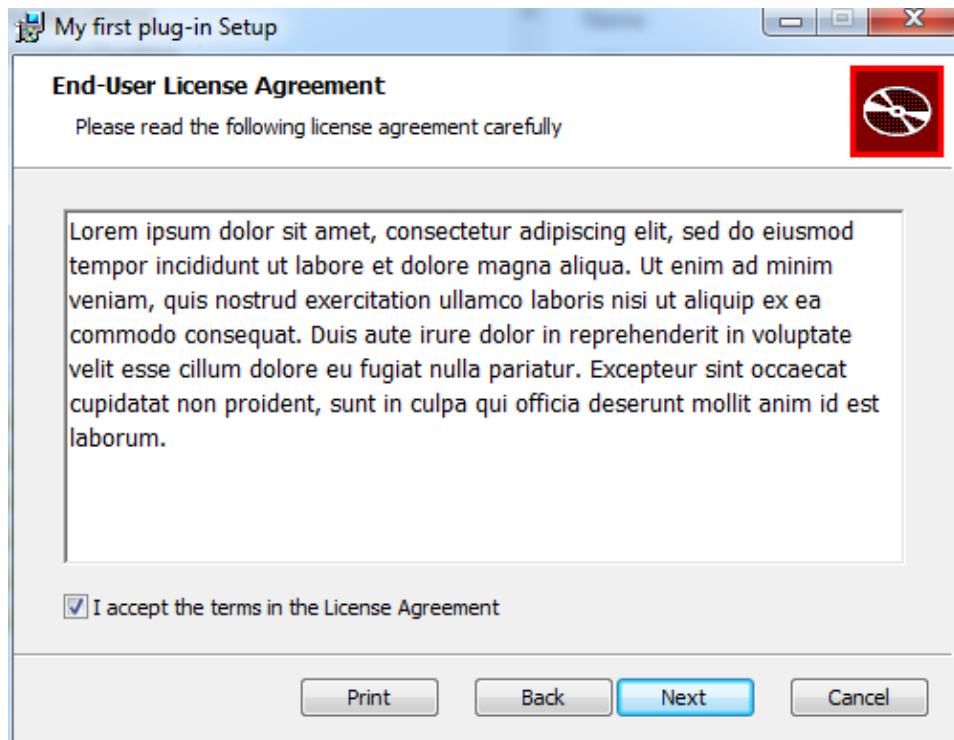 My first plug-in Setup
End-User License Agreement
Please read the following license agreement carefully
Lorem ipsum dolor sit amet, consectetur adipiscing elit, sed do eiusmod
tempor incididunt ut labore et dolore magna aliqua. Ut enim ad minim
veniam, quis nostrud exercitation ullamco laboris nisi ut aliquip ex ea
commodo consequat. Duis aute irure dolor in reprehenderit in voluptate
velit esse cillum dolore eu fugiat nulla pariatur. Excepteur sint occaecat
cupidatat non proident, sunt in culpa qui officia deserunt mollit anim id est
laborum.
I accept the terms in the License Agreement
Print Back Next Cancel